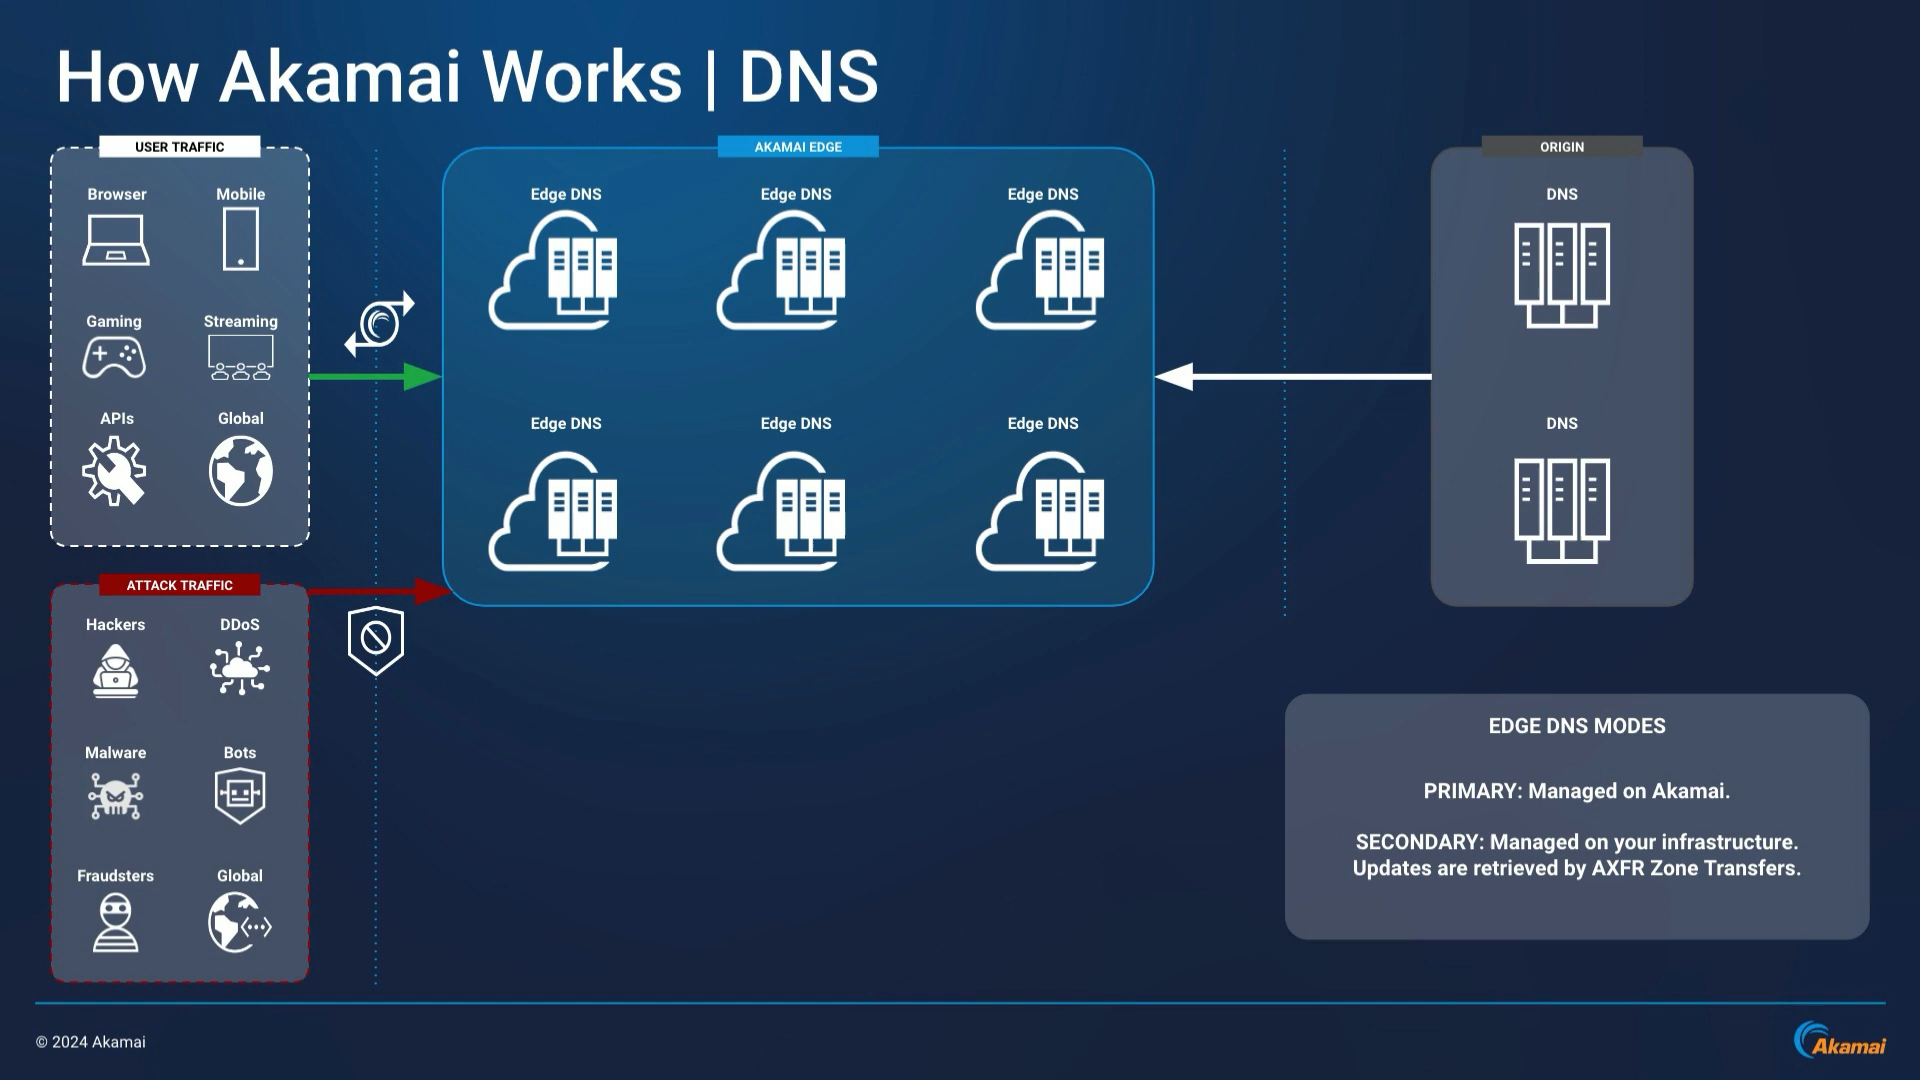 How Akamai Works | DNS
USER TRAFFIC
Browser
Mobile
Gaming
Streaming
APIs
Global
ATTACK TRAFFIC
Hackers
DDoS
Malware
Bots
Fraudsters
Global
AKAMAI EDGE
Edge DNS
Edge DNS
Edge DNS
Edge DNS
Edge DNS
Edge DNS
ORIGIN
DNS
DNS
EDGE DNS MODES
PRIMARY: Managed on Akamai.
SECONDARY: Managed on your infrastructure.
Updates are retrieved by AXFR Zone Transfers.
© 2024 Akamai
Akamai